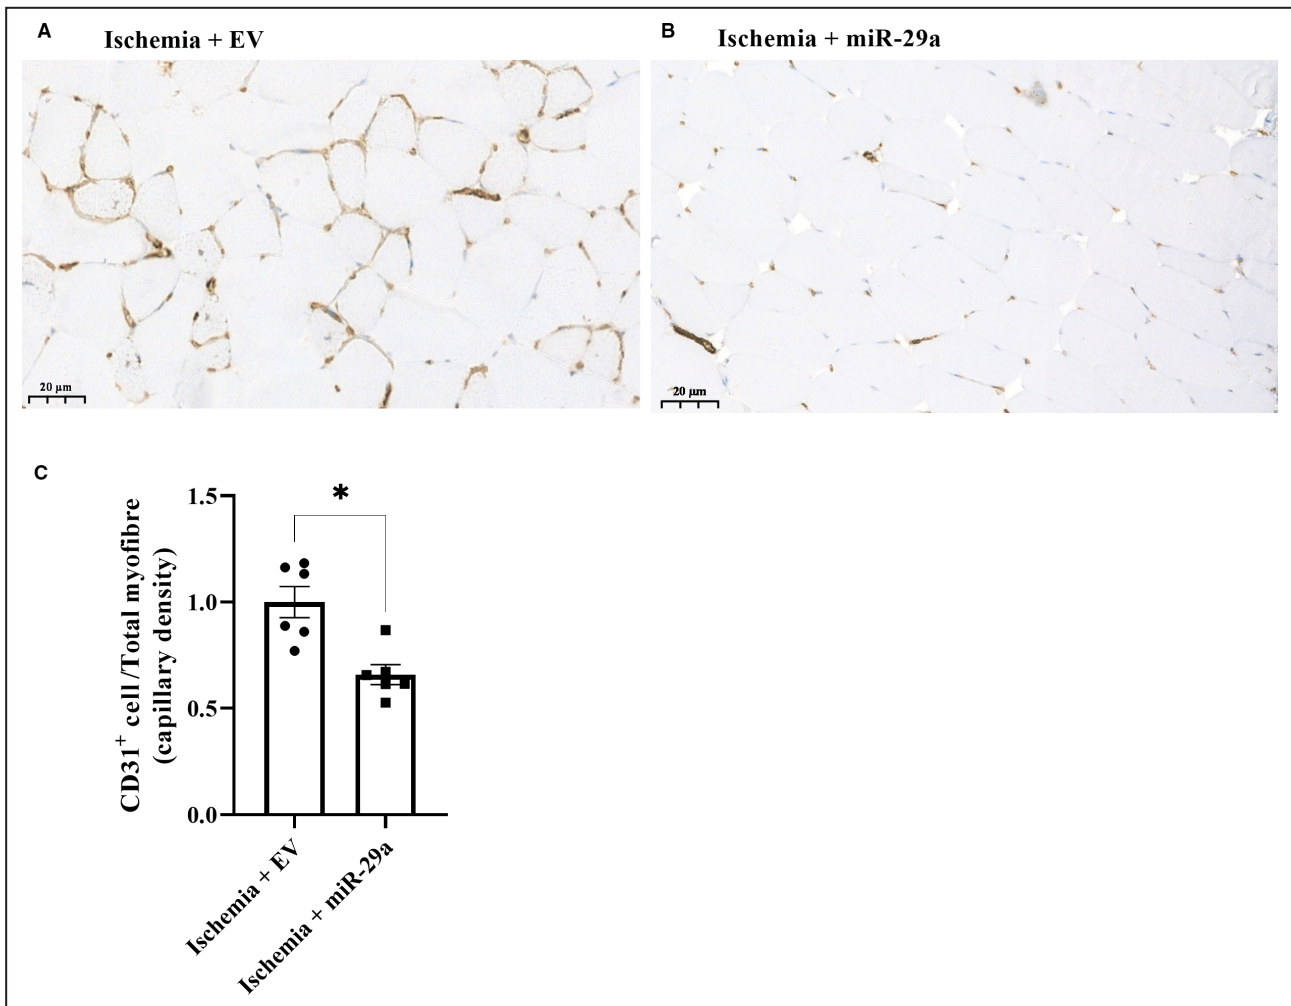 A
Ischemia + EV
B
Ischemia + miR-29a
20 µm
20 µm
C
CD31+ cell/Total myofibre
(capillary density)
1.5
*
1.0
0.5
0.0
Ischemia + EV
Ischemia + miR-29a